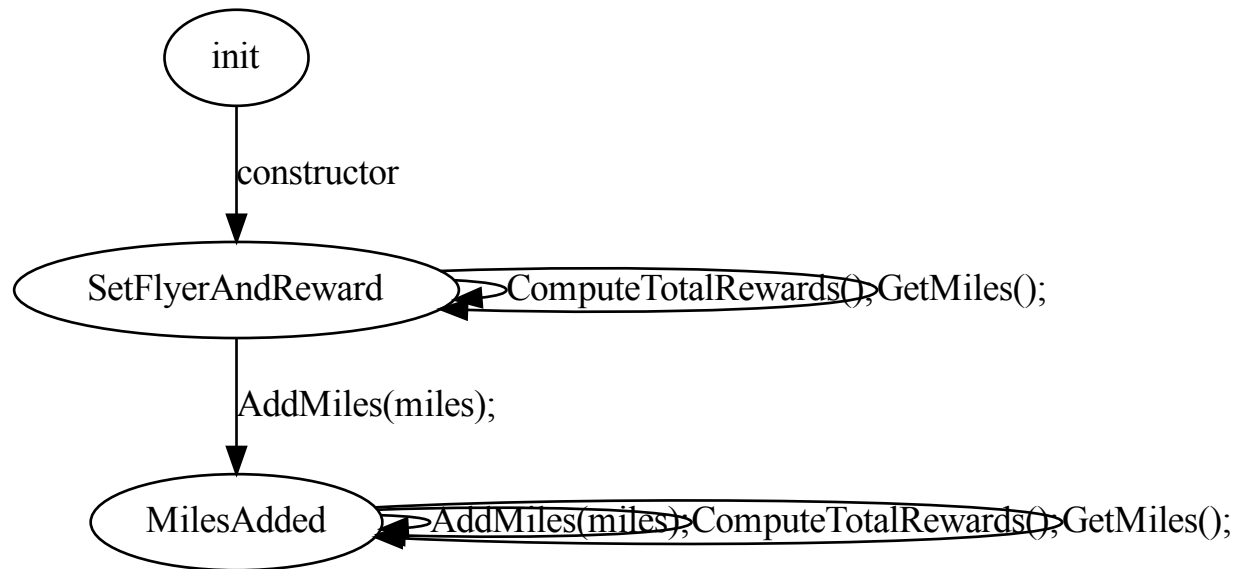 init
constructor
SetFlyerAndReward
ComputeTotalRewards();
GetMiles();
AddMiles(miles);
MilesAdded
AddMiles(miles);
ComputeTotalRewards();
GetMiles();